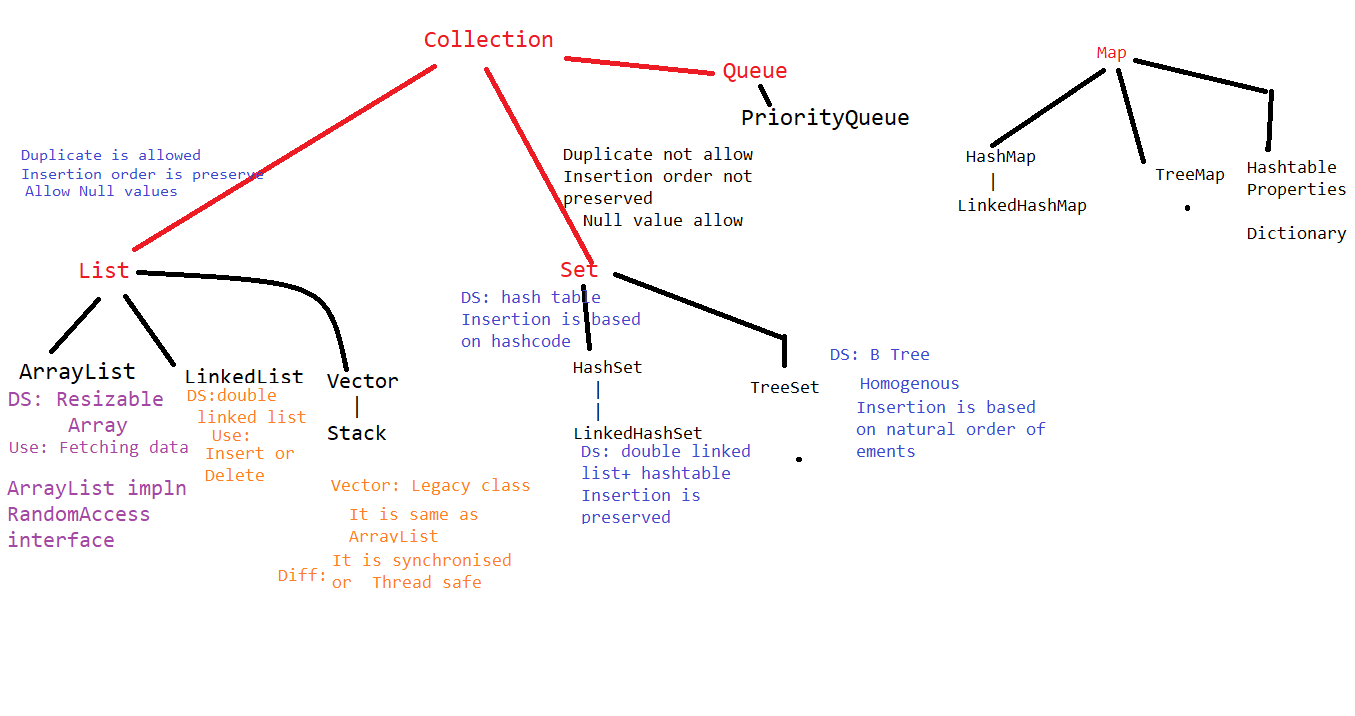 Collection
Queue
PriorityQueue
Map
Duplicate is allowed
Insertion order is preserve
Allow Null values
Duplicate not allow
Insertion order not
preserved
Null value allow
HashMap
|
LinkedHashMap
TreeMap
.
Hashtable
Properties
Dictionary
List
Set
DS: hash table
Insertion is based
on hashcode
ArrayList
DS: Resizable
Array
Use: Fetching data
ArrayList impln
RandomAccess
interface
LinkedList
DS:double
linked list
Use:
Insert or
Delete
Vector
|
Stack
Vector: Legacy class
It is same as
ArrayList
Diff:
It is synchronised
or  Thread safe
HashSet
|
|
LinkedHashSet
Ds: double linked
list+ hashtable
Insertion is
preserved
TreeSet
.
DS: B Tree
Homogenous
Insertion is based
on natural order of
ements